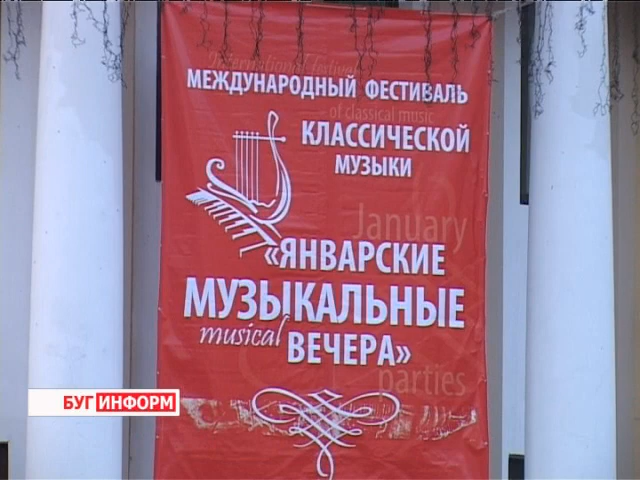 International festival
МЕЖДУНАРОДНЫЙ ФЕСТИВАЛЬ
of classical music
КЛАССИЧЕСКОЙ
МУЗЫКИ
January
«ЯНВАРСКИЕ
МУЗЫКАЛЬНЫЕ
musical
ВЕЧЕРА»
parties
БУГИНФОРМ